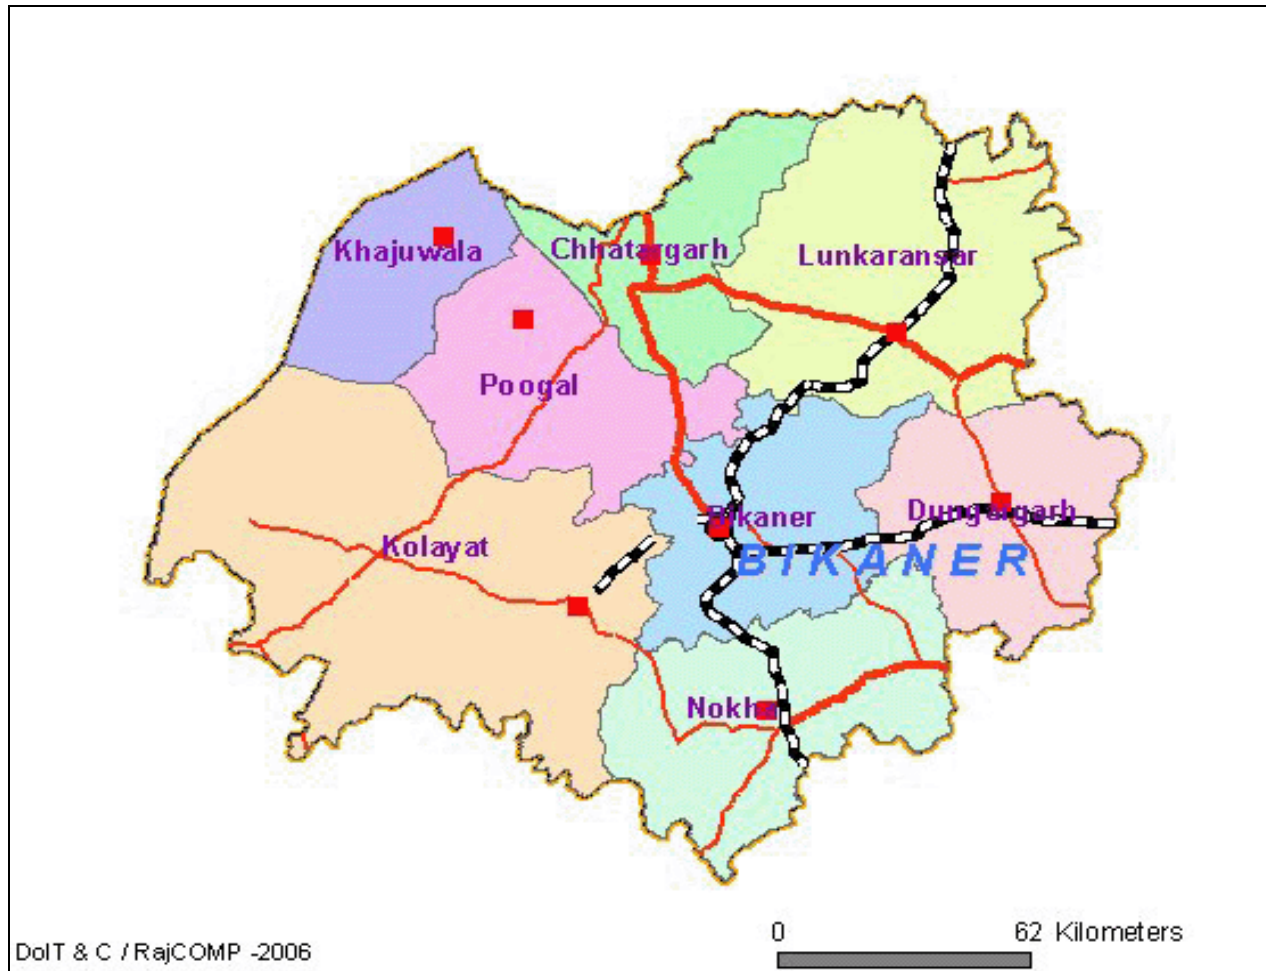 Khajuwala
Chhatargarh
Lunkaransar
Poogal
Bikaner
Dungargarh
Kolayat
BIKANER
Nokha
0 62 Kilometers
DoIT & C / RajCOMP -2006